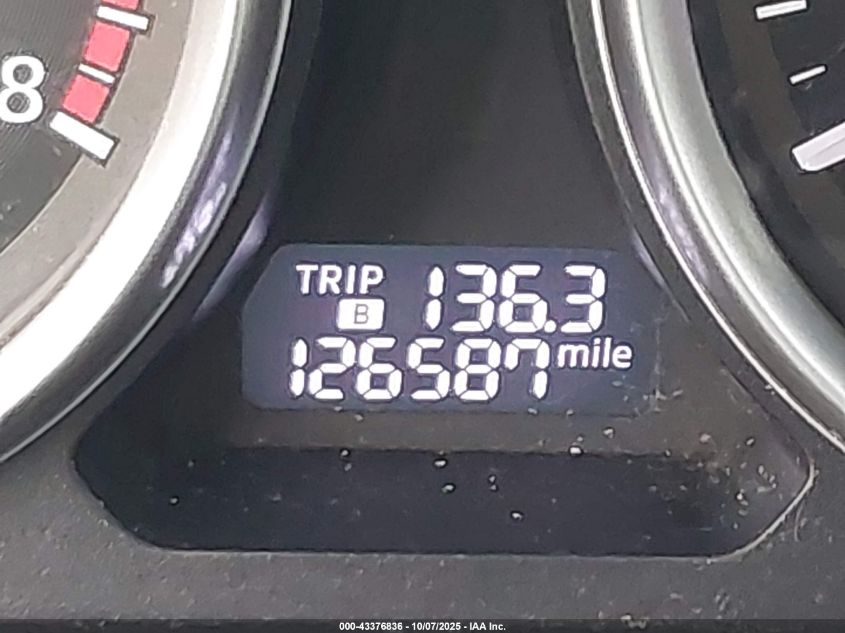 8
TRIP 136.3
B
126587 mile
000-43376836 - 10/07/2025 - IAA Inc.